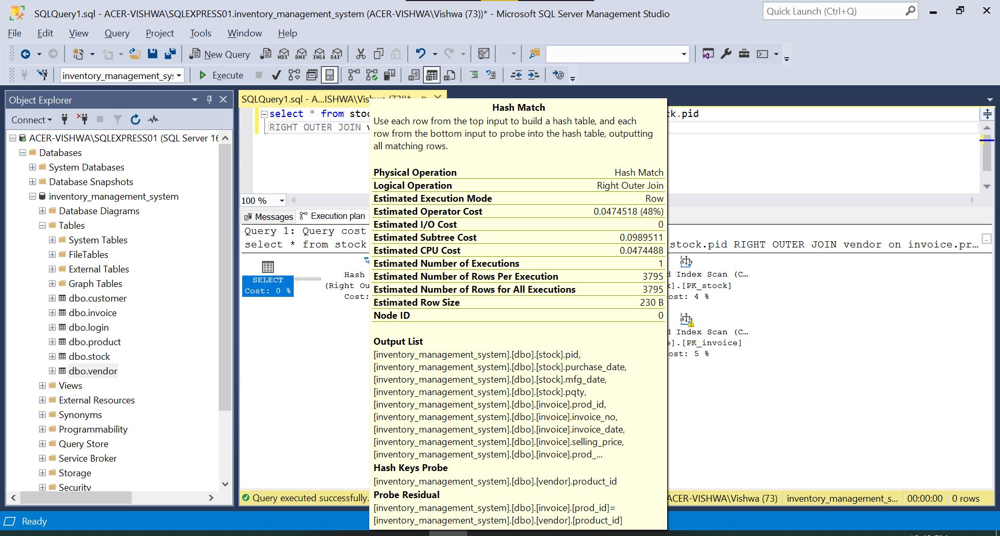 SQLQuery1.sql - ACER-VISHWA\SQLEXPRESS01.inventory_management_system (ACER-VISHWA\Vishwa (73))* - Microsoft SQL Server Management Studio
Quick Launch (Ctrl+Q)
File Edit View Query Project Tools Window Help
New Query MDX DMX XMLA DAX
inventory_management_sys Execute
Object Explorer
Connect
ACER-VISHWA\SQLEXPRESS01 (SQL Server 16
Databases
System Databases
Database Snapshots
inventory_management_system
Database Diagrams
Tables
System Tables
FileTables
External Tables
Graph Tables
dbo.customer
dbo.invoice
dbo.login
dbo.product
dbo.stock
dbo.vendor
Views
External Resources
Synonyms
Programmability
Query Store
Service Broker
Storage
Security
SQLQuery1.sql - A...ISHWA\Vis
select * from stoc
ck.pid
RIGHT OUTER JOIN v
100 %
Messages Execution plan
Query 1: Query cost
select * from stock
stock.pid RIGHT OUTER JOIN vendor on invoice.pr...
SELECT
Cost: 0 %
Hash
(Right Ou
Cost:
d Index Scan (C...
k].[PK_stock]
ost: 4 %
d Index Scan (C...
e].[PK_invoice]
ost: 5 %
Hash Match
Use each row from the top input to build a hash table, and each
row from the bottom input to probe into the hash table, outputting
all matching rows.
Physical Operation Hash Match
Logical Operation Right Outer Join
Estimated Execution Mode Row
Estimated Operator Cost 0.0474518 (48%)
Estimated I/O Cost 0
Estimated Subtree Cost 0.0989511
Estimated CPU Cost 0.0474488
Estimated Number of Executions 1
Estimated Number of Rows Per Execution 3795
Estimated Number of Rows for All Executions 3795
Estimated Row Size 230 B
Node ID 0
Output List
[inventory_management_system].[dbo].[stock].pid,
[inventory_management_system].[dbo].[stock].purchase_date,
[inventory_management_system].[dbo].[stock].mfg_date,
[inventory_management_system].[dbo].[stock].pqty,
[inventory_management_system].[dbo].[invoice].prod_id,
[inventory_management_system].[dbo].[invoice].invoice_no,
[inventory_management_system].[dbo].[invoice].invoice_date,
[inventory_management_system].[dbo].[invoice].selling_price,
[inventory_management_system].[dbo].[invoice].prod_...
Hash Keys Probe
[inventory_management_system].[dbo].[vendor].product_id
Probe Residual
[inventory_management_system].[dbo].[invoice].[prod_id]=
[inventory_management_system].[dbo].[vendor].[product_id]
Query executed successfully.
ACER-VISHWA\Vishwa (73) inventory_management_s... 00:00:00 0 rows
Ready